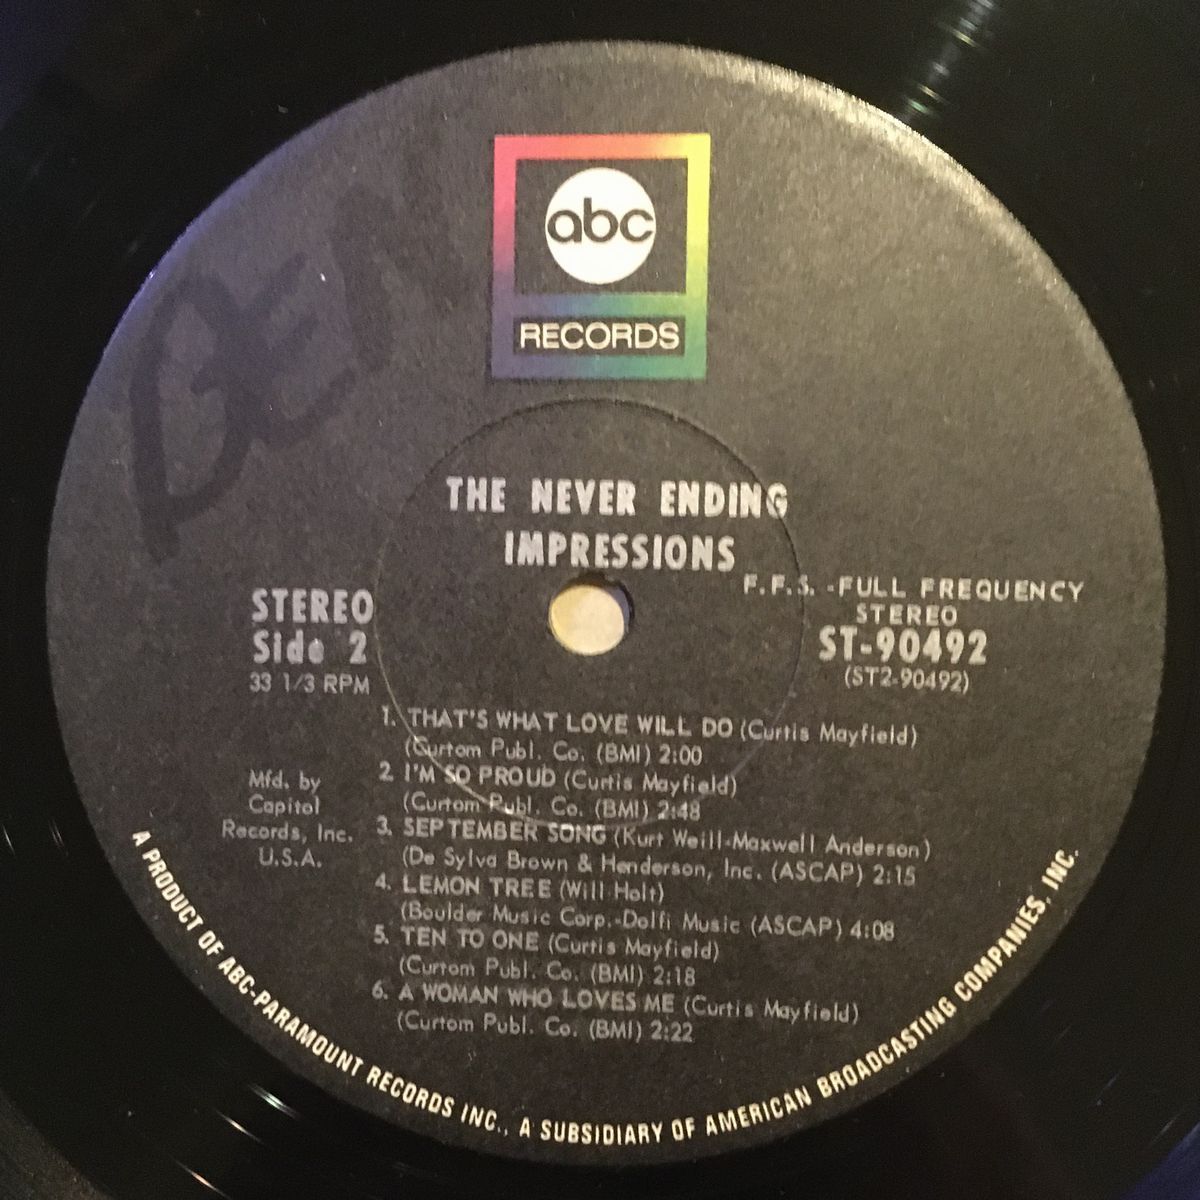 abc
RECORDS
THE NEVER ENDING
IMPRESSIONS
F.F.S.-FULL FREQUENCY
STEREO
STEREO
Side 2
33 1/3 RPM
ST-90492
(ST2-90492)
1. THAT'S WHAT LOVE WILL DO (Curtis Mayfield)
(Curtom Publ. Co. (BMI) 2:00
2. I'M SO PROUD (Curtis Mayfield)
(Curtom Publ. Co. (BMI) 2:48
3. SEPTEMBER SONG (Kurt Weill-Maxwell Anderson)
(De Sylva Brown & Henderson, Inc. (ASCAP) 2:15
4. LEMON TREE (Will Holt)
(Boulder Music Corp.-Dolfi Music (ASCAP) 4:08
5. TEN TO ONE (Curtis Mayfield)
(Curtom Publ. Co. (BMI) 2:18
6. A WOMAN WHO LOVES ME (Curtis Mayfield)
(Curtom Publ. Co. (BMI) 2:22
Mfd. by
Capitol
Records, Inc.
U.S.A.
A PRODUCT OF ABC-PARAMOUNT RECORDS INC., A SUBSIDIARY OF AMERICAN BROADCASTING COMPANIES, INC.